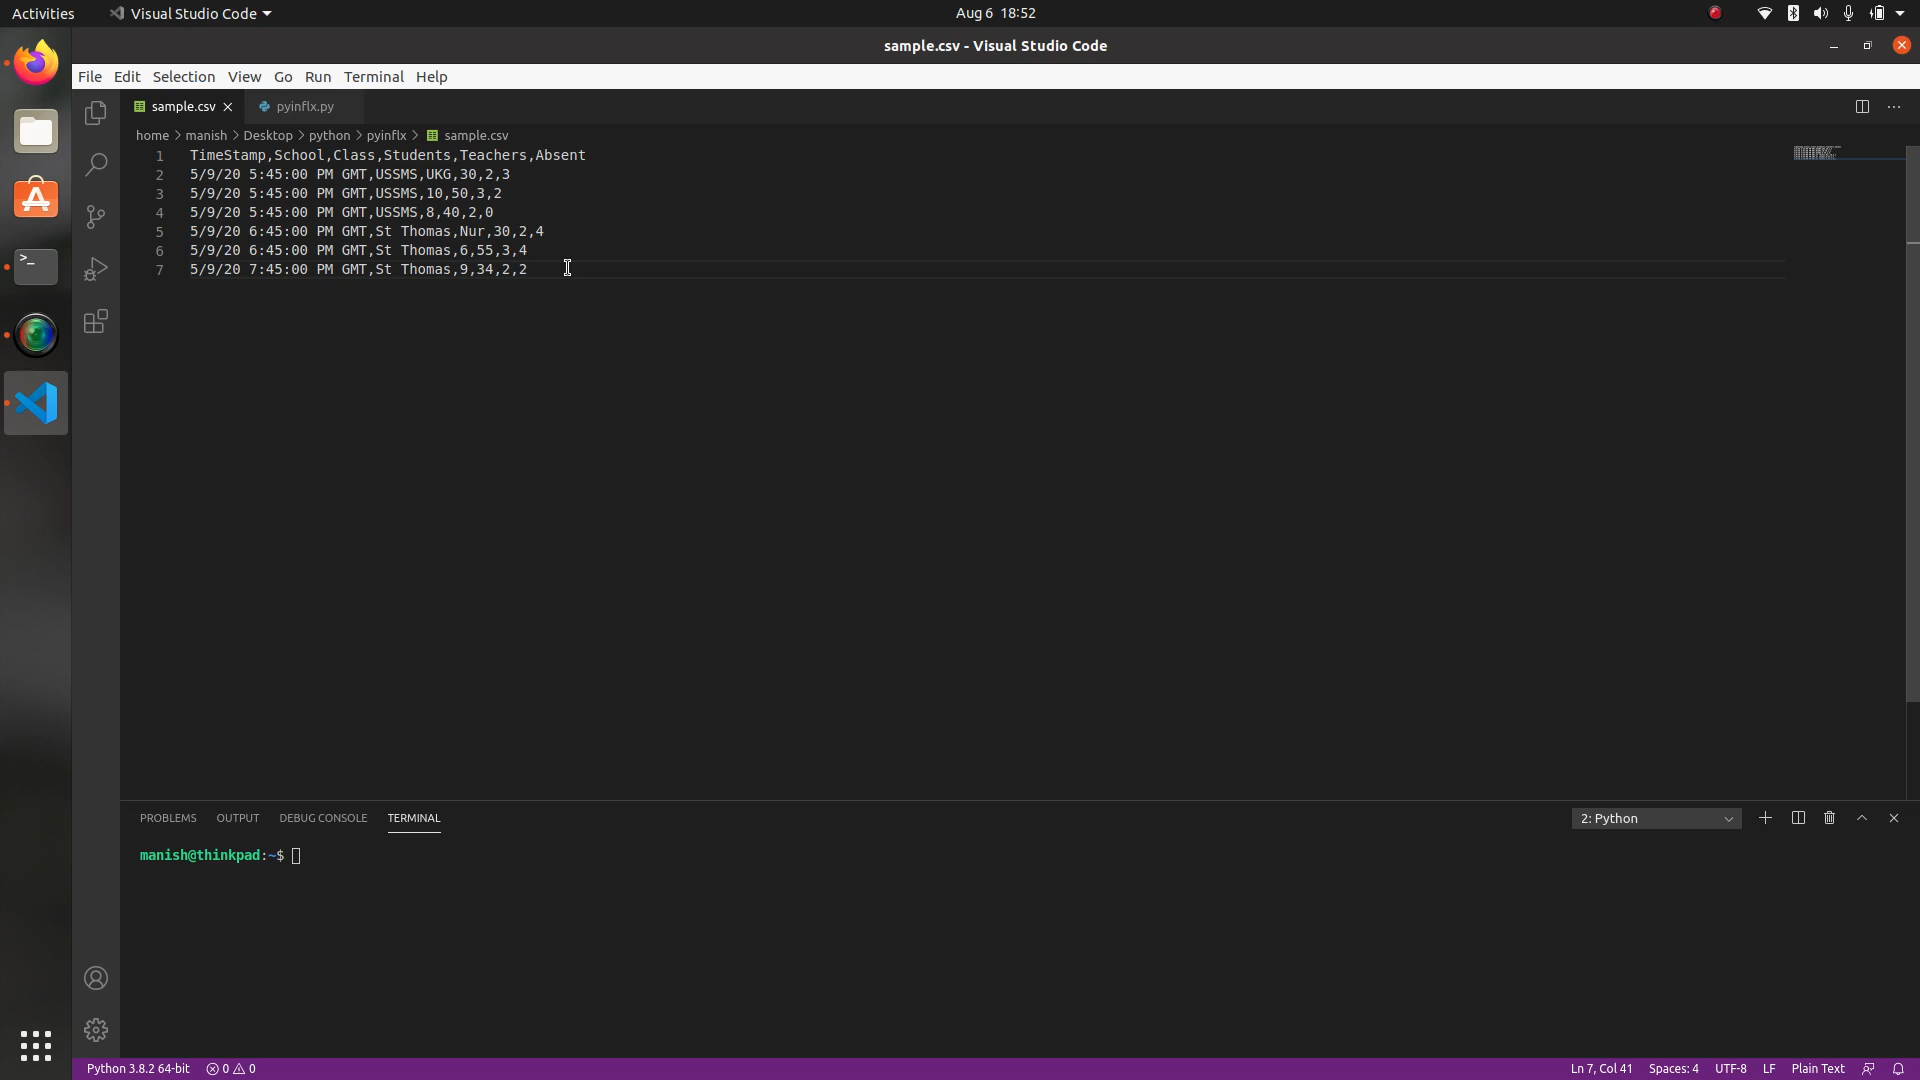 Activities Visual Studio Code Aug 6 18:52
sample.csv - Visual Studio Code
File Edit Selection View Go Run Terminal Help
sample.csv pyinflx.py
home > manish > Desktop > python > pyinflx > sample.csv
1 TimeStamp,School,Class,Students,Teachers,Absent
2 5/9/20 5:45:00 PM GMT,USSMS,UKG,30,2,3
3 5/9/20 5:45:00 PM GMT,USSMS,10,50,3,2
4 5/9/20 5:45:00 PM GMT,USSMS,8,40,2,0
5 5/9/20 6:45:00 PM GMT,St Thomas,Nur,30,2,4
6 5/9/20 6:45:00 PM GMT,St Thomas,6,55,3,4
7 5/9/20 7:45:00 PM GMT,St Thomas,9,34,2,2
PROBLEMS OUTPUT DEBUG CONSOLE TERMINAL 2: Python
manish@thinkpad:~$
Python 3.8.2 64-bit 0 0 Ln 7, Col 41 Spaces: 4 UTF-8 LF Plain Text